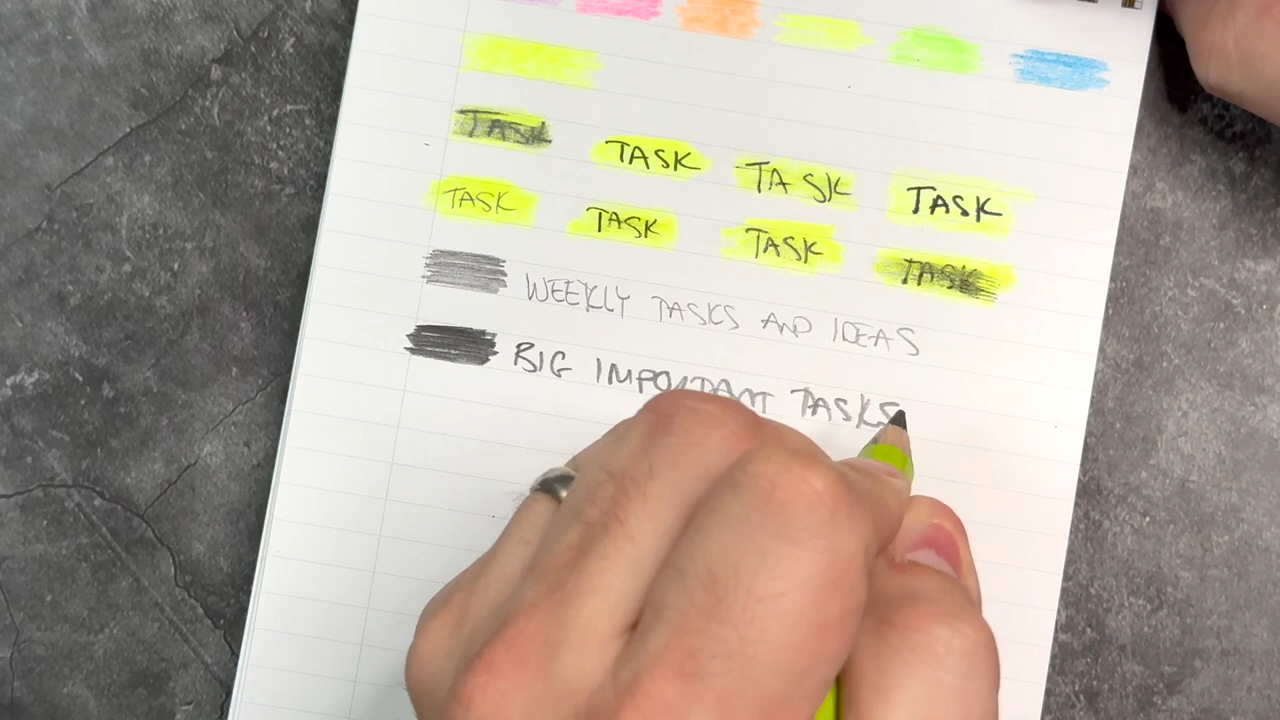 TASK TASK TASK TASK
TASK TASK TASK TASK
WEEKLY TASKS AND IDEAS
BIG IMPORTANT TASKS